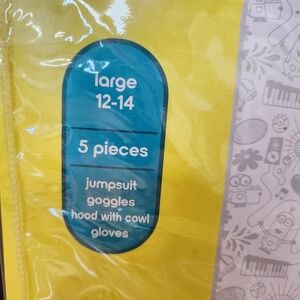 large
12-14
5 pieces
jumpsuit
goggles
hood with cowl
gloves